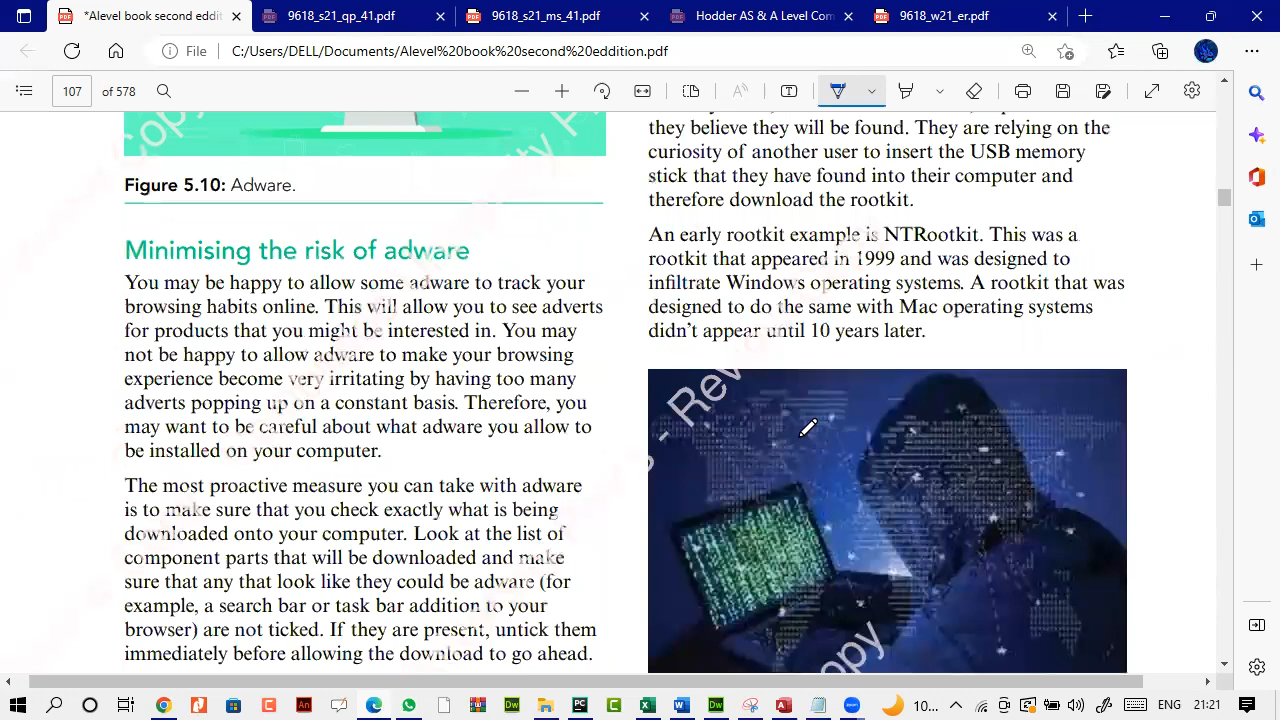 *Alevel book second eddit
9618_s21_qp_41.pdf
9618_s21_ms_41.pdf
Hodder AS & A Level Com
9618_w21_er.pdf
File
C:/Users/DELL/Documents/Alevel%20book%20second%20eddition.pdf
107
of 578
Figure 5.10: Adware.
Minimising the risk of adware
You may be happy to allow some adware to track your
browsing habits online. This will allow you to see adverts
for products that you might be interested in. You may
not be happy to allow adware to make your browsing
experience become very irritating by having too many
adverts popping up on a constant basis. Therefore, you
may want to be careful about what adware you allow to
be installed on your computer.
The most proactive measure you can take with adware
is to make sure that you check exactly what is being
downloaded onto your computer. Look at the list of
component parts that will be downloaded and make
sure that any that look like they could be adware (for
example, a search bar or task bar addition to your
browser) are not ticked. If they are present, untick them
immediately before allowing the download to go ahead.
they believe they will be found. They are relying on the
curiosity of another user to insert the USB memory
stick that they have found into their computer and
therefore download the rootkit.
An early rootkit example is NTRootkit. This was a
rootkit that appeared in 1999 and was designed to
infiltrate Windows operating systems. A rootkit that was
designed to do the same with Mac operating systems
didn't appear until 10 years later.
10...
ENG
21:21